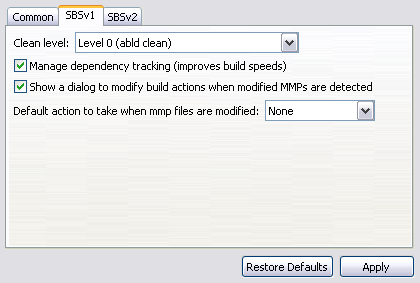 Common SBSv1 SBSv2
Clean level: Level 0 (abld clean)
Manage dependency tracking (improves build speeds)
Show a dialog to modify build actions when modified MMPs are detected
Default action to take when mmp files are modified: None
Restore Defaults Apply